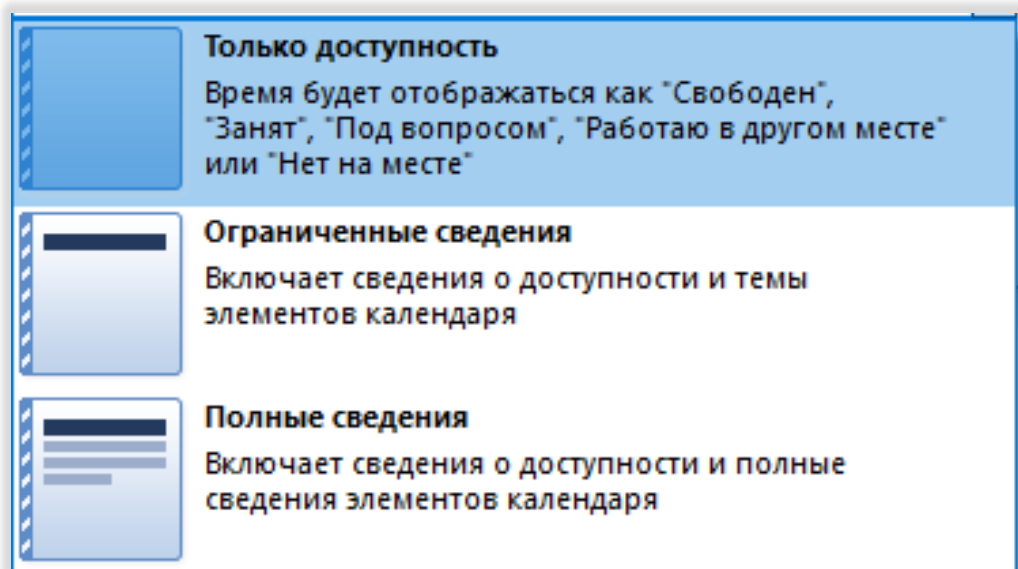 Только доступность
Время будет отображаться как "Свободен",
"Занят", "Под вопросом", "Работаю в другом месте"
или "Нет на месте"
Ограниченные сведения
Включает сведения о доступности и темы
элементов календаря
Полные сведения
Включает сведения о доступности и полные
сведения элементов календаря